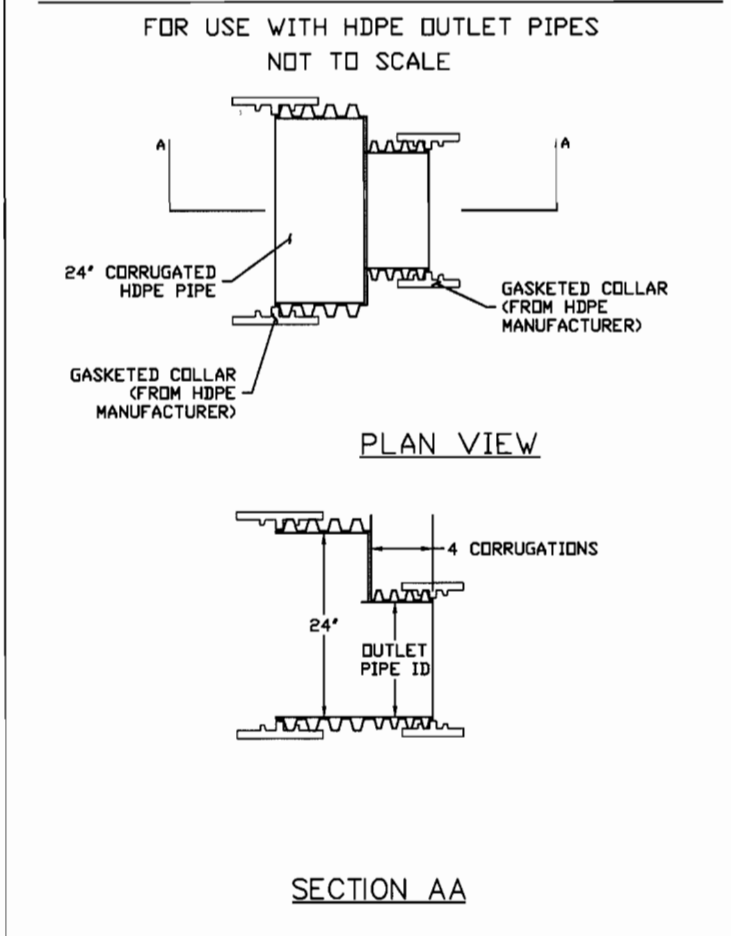 FOR USE WITH HDPE OUTLET PIPES
NOT TO SCALE
A
A
24" CORRUGATED
HDPE PIPE
GASKETED COLLAR
(FROM HDPE
MANUFACTURER)
GASKETED COLLAR
(FROM HDPE
MANUFACTURER)
PLAN VIEW
4 CORRUGATIONS
24"
OUTLET
PIPE ID
SECTION AA